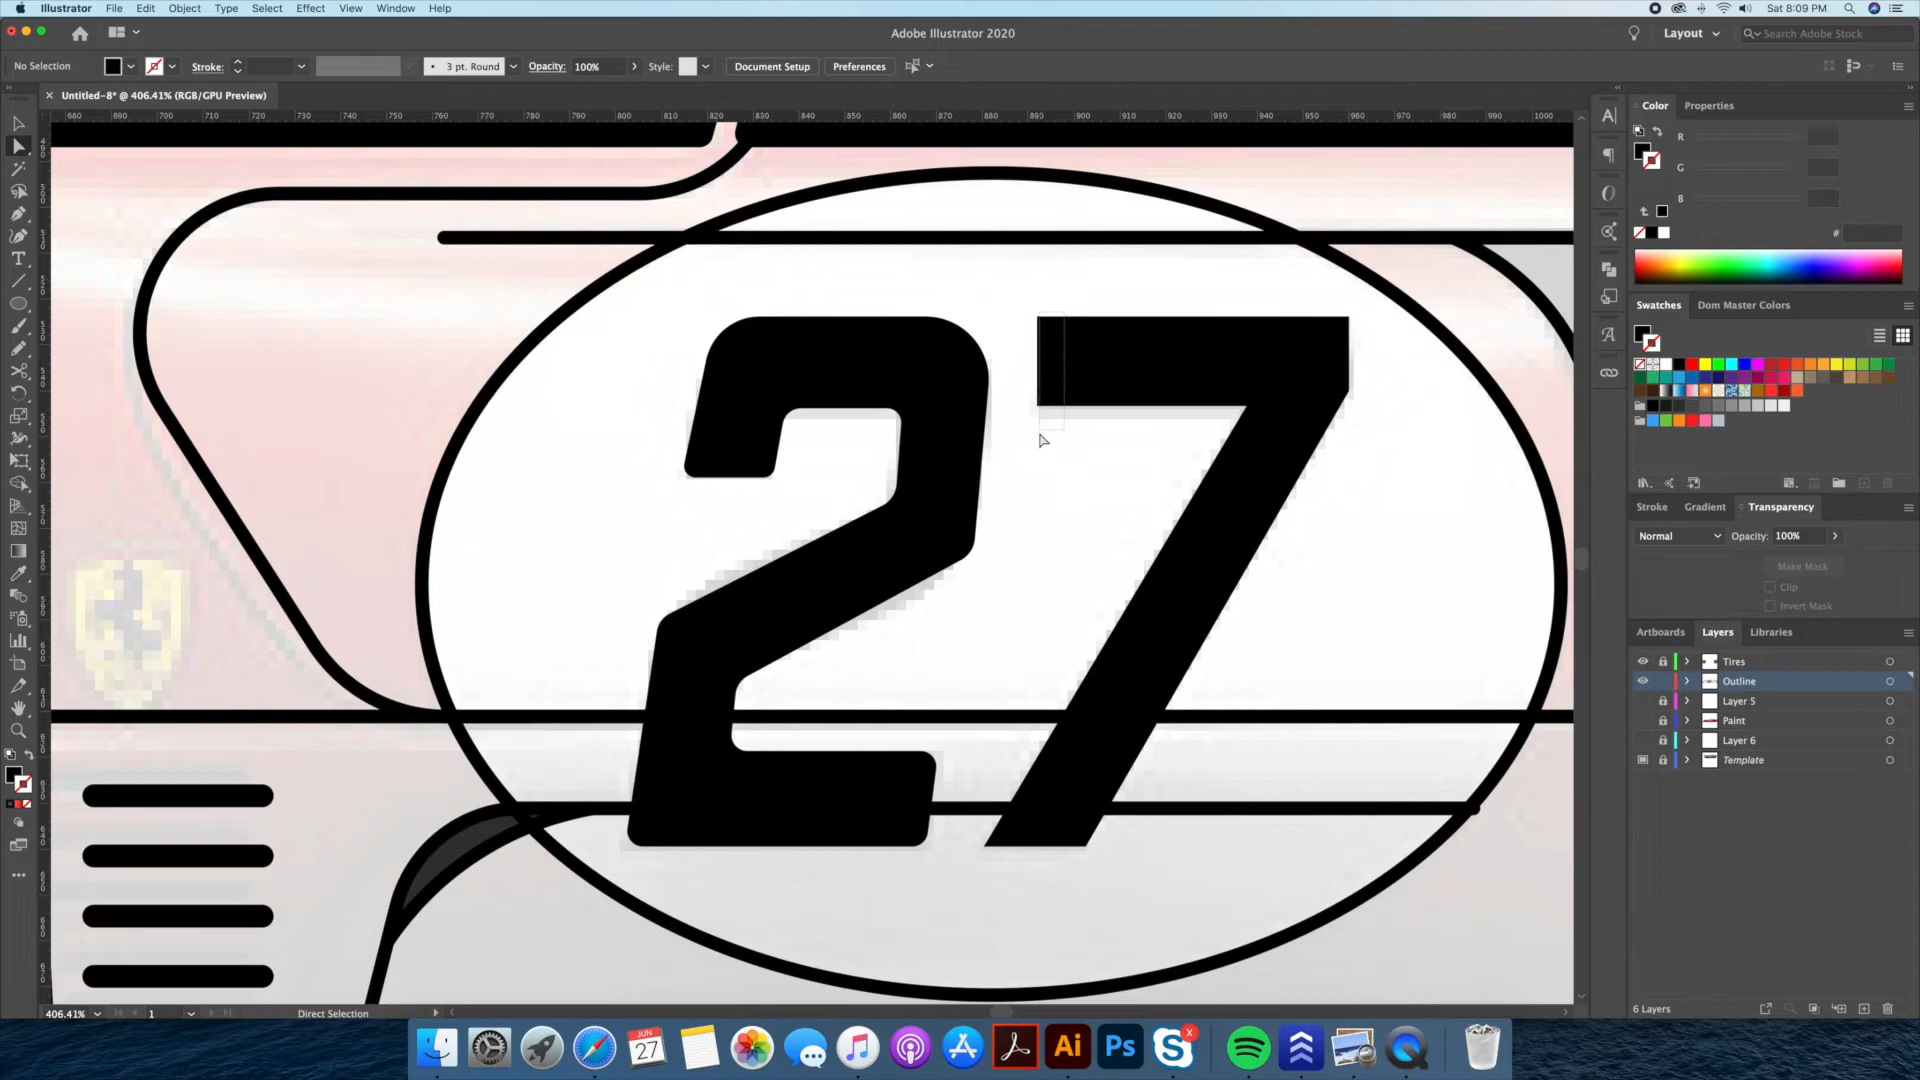 Illustrator File Edit Object Type Select Effect View Window Help Sat 8:09 PM
Adobe Illustrator 2020 Layout Search Adobe Stock
No Selection Stroke: 3 pt. Round Opacity: 100% Style: Document Setup Preferences
Untitled-8* @ 406.41% (RGB/GPU Preview)
680 690 700 710 720 730 740 750 760 770 780 790 800 810 820 830 840 850 860 870 880 890 900 910 920 930 940 950 960 970 980 990 1000
Color Properties
R
G
B
#
Swatches Dom Master Colors
Stroke Gradient Transparency
Normal Opacity: 100%
Make Mask
Clip
Invert Mask
Artboards Layers Libraries
Tires
Outline
Layer 5
Paint
Layer 6
Template
27
406.41% 1 Direct Selection 6 Layers
JUN
27
Ai Ps S x